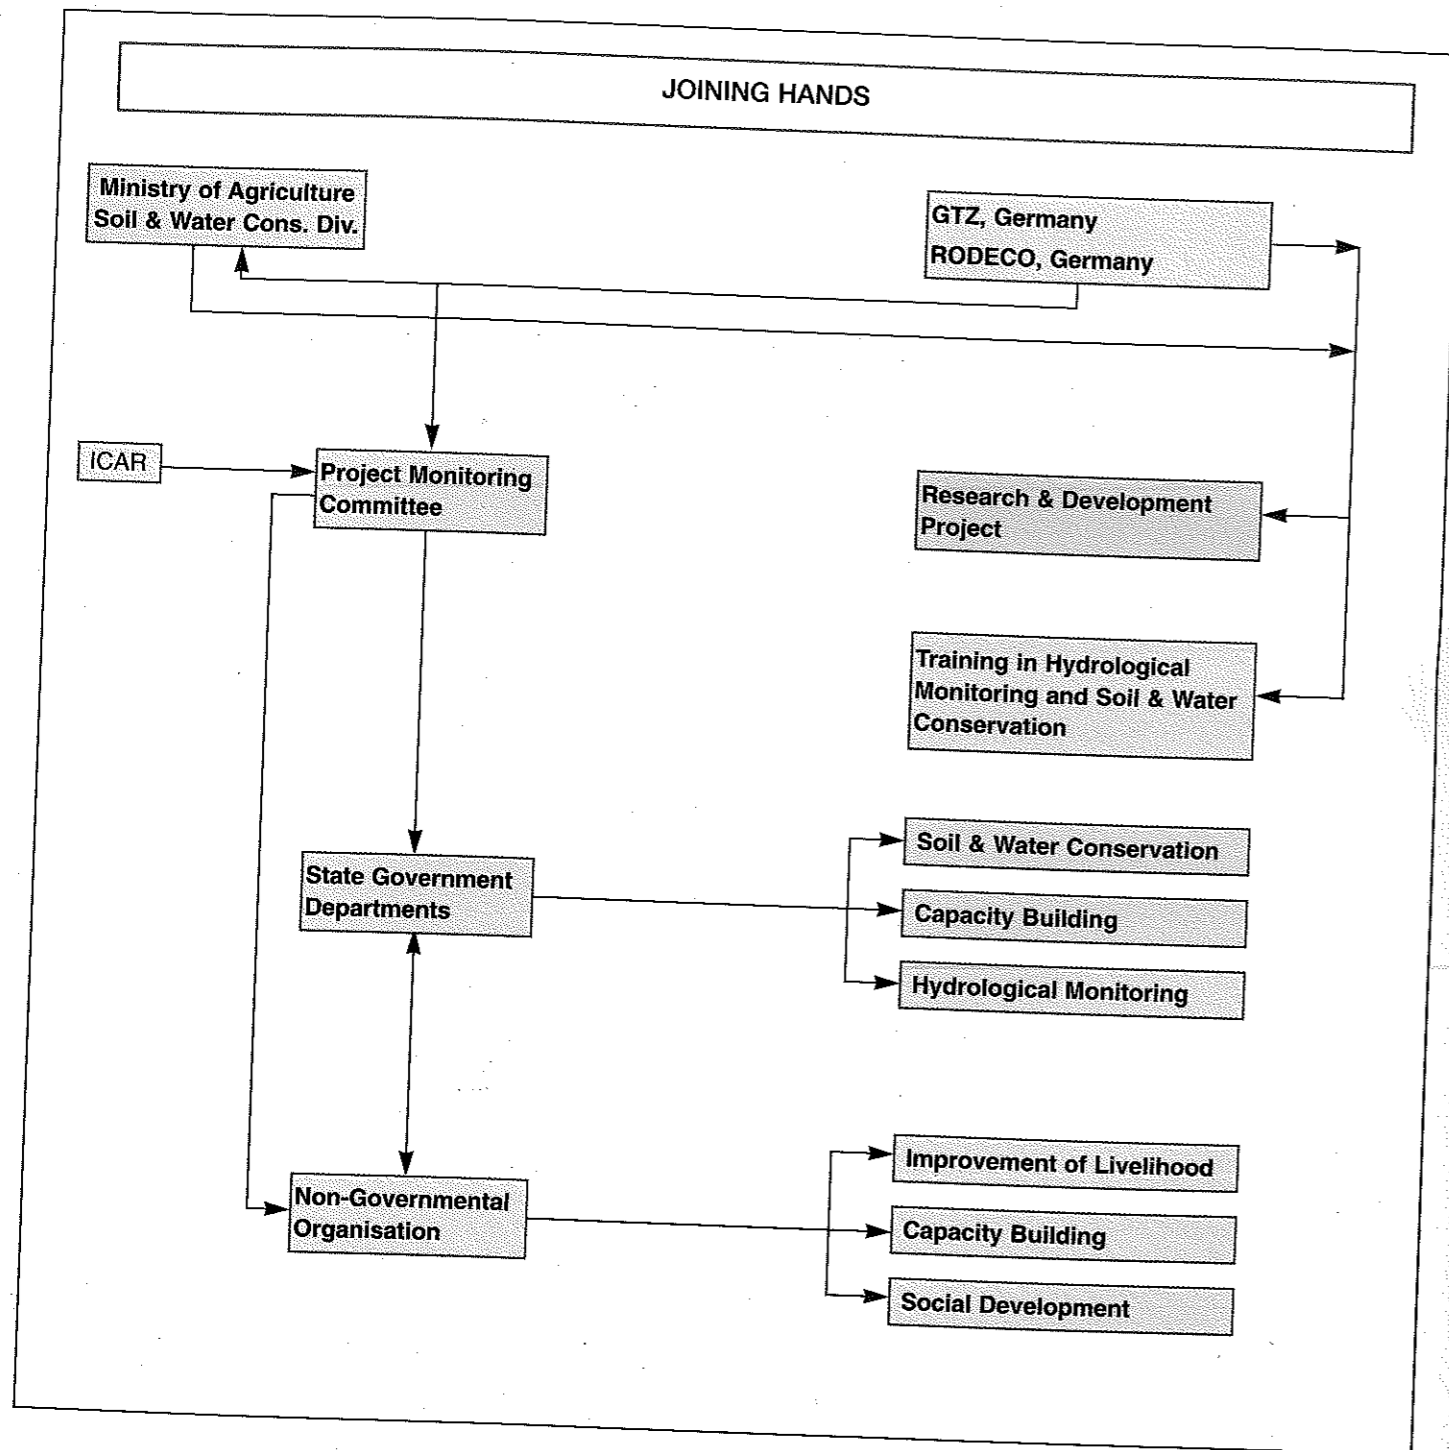 JOINING HANDS
Ministry of Agriculture
Soil & Water Cons. Div.
GTZ, Germany
RODECO, Germany
ICAR
Project Monitoring
Committee
Research & Development
Project
Training in Hydrological
Monitoring and Soil & Water
Conservation
State Government
Departments
Soil & Water Conservation
Capacity Building
Hydrological Monitoring
Non-Governmental
Organisation
Improvement of Livelihood
Capacity Building
Social Development